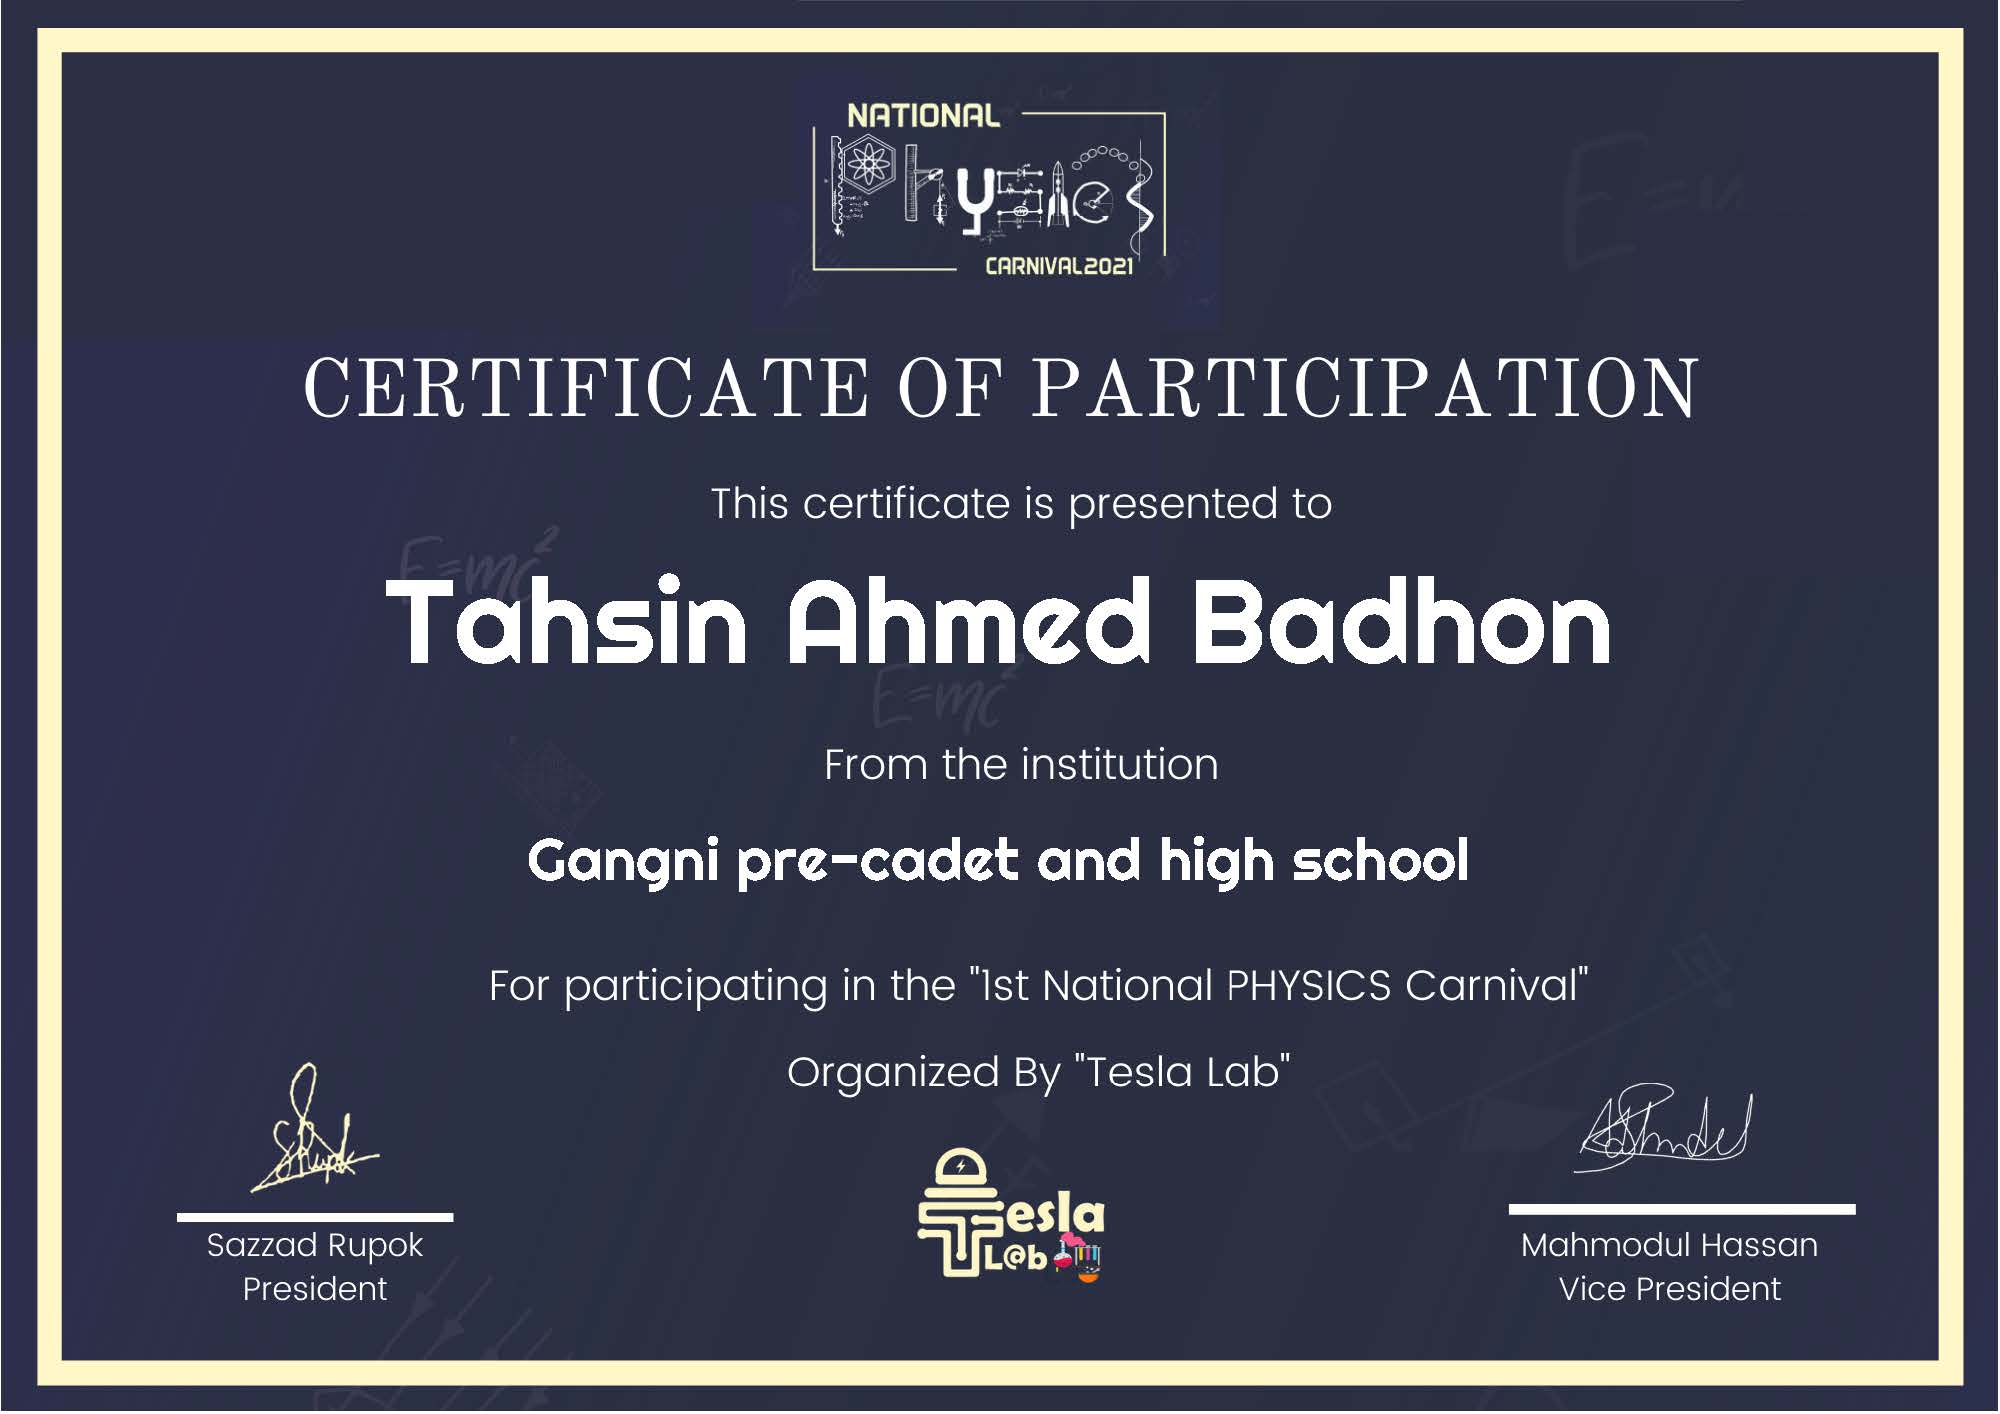 NATIONAL
Physics
CARNIVAL2021
CERTIFICATE OF PARTICIPATION
This certificate is presented to
E=mc²
Tahsin Ahmed Badhon
E=mc²
From the institution
Gangni pre-cadet and high school
For participating in the "1st National PHYSICS Carnival"
Organized By "Tesla Lab"
Tesla
L@b
Sazzad Rupok
President
Mahmodul Hassan
Vice President